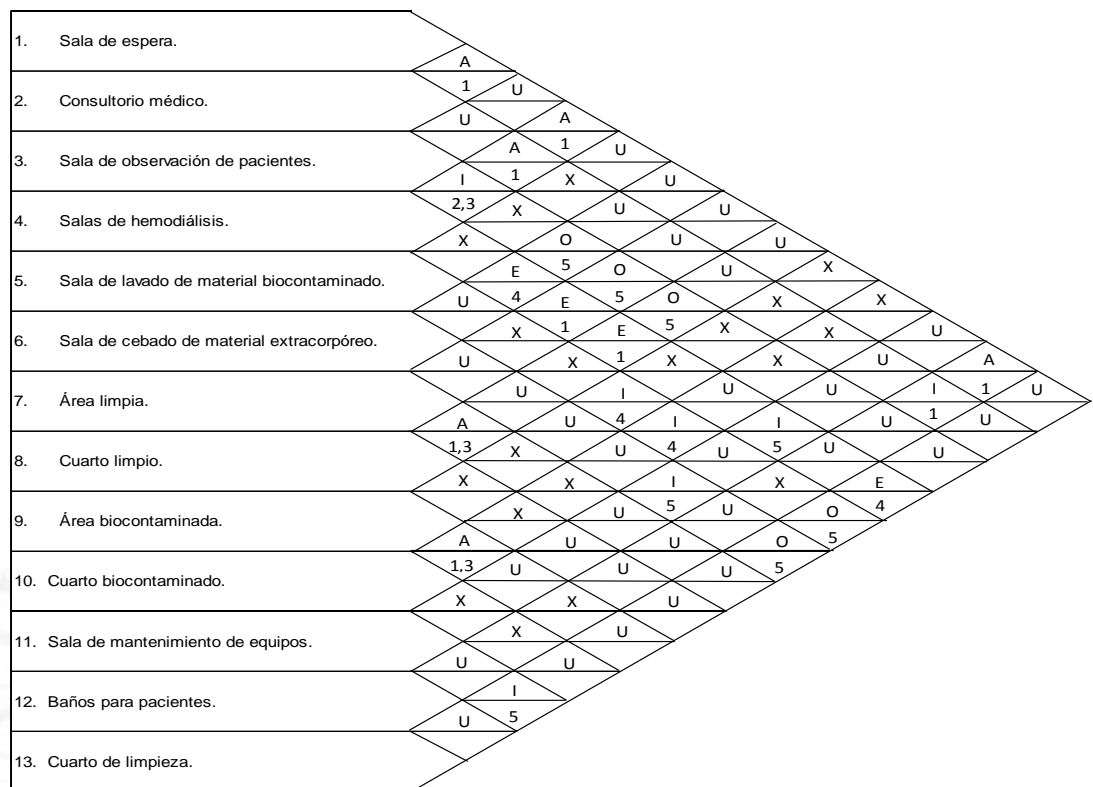 1. Sala de espera.
A
1 U
2. Consultorio médico.
U A
A 1 U
3. Sala de observación de pacientes.
I 1 X U
2,3 X U U
4. Salas de hemodiálisis.
X O U U
E 5 O U X
5. Sala de lavado de material biocontaminado.
U 4 E 5 O X X
X 1 E 5 X X U
6. Sala de cebado de material extracorpóreo.
U X 1 X X U A
U I U U I 1 U
7. Área limpia.
A U 4 I I U 1 U
1,3 X U 4 U 5 U U
8. Cuarto limpio.
X X I X E
X U 5 U O 4
9. Área biocontaminada.
A U U O 5
1,3 U U U 5
10. Cuarto biocontaminado.
X X U
X U
11. Sala de mantenimiento de equipos.
U U
I
12. Baños para pacientes.
U 5
13. Cuarto de limpieza.